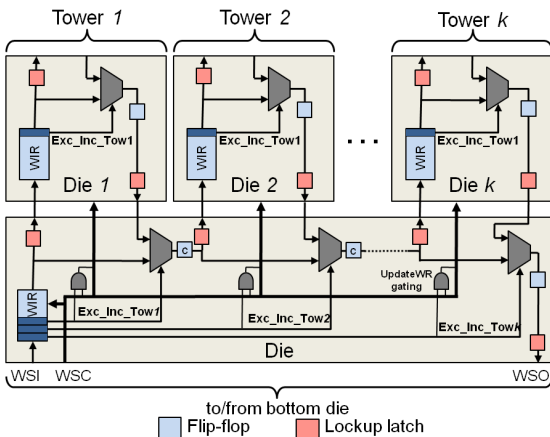 Tower 1
Tower 2
Tower k
WIR
Exc_Inc_Tow1
WIR
Exc_Inc_Tow1
WIR
Exc_Inc_Tow1
. . .
Die 1
Die 2
Die k
c
c
UpdateWR
gating
WIR
Exc_Inc_Tow1
Exc_Inc_Tow2
Exc_Inc_Towk
Die
WSI
WSC
WSO
to/from bottom die
Flip-flop
Lockup latch